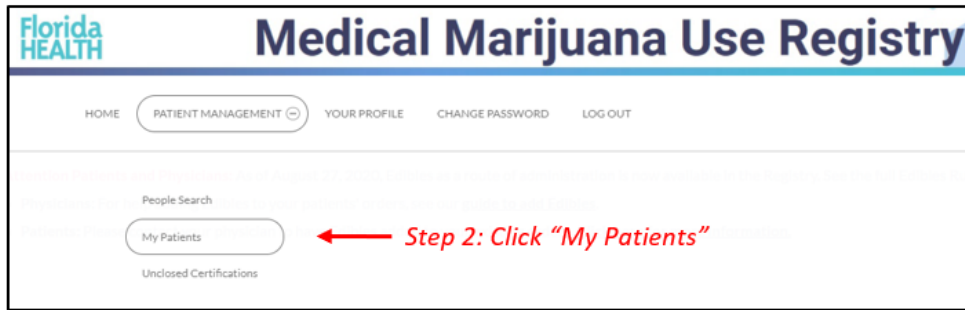 Florida
HEALTH
Medical Marijuana Use Registry
HOME PATIENT MANAGEMENT YOUR PROFILE CHANGE PASSWORD LOG OUT
People Search
My Patients
Step 2: Click “My Patients”
Unclosed Certifications